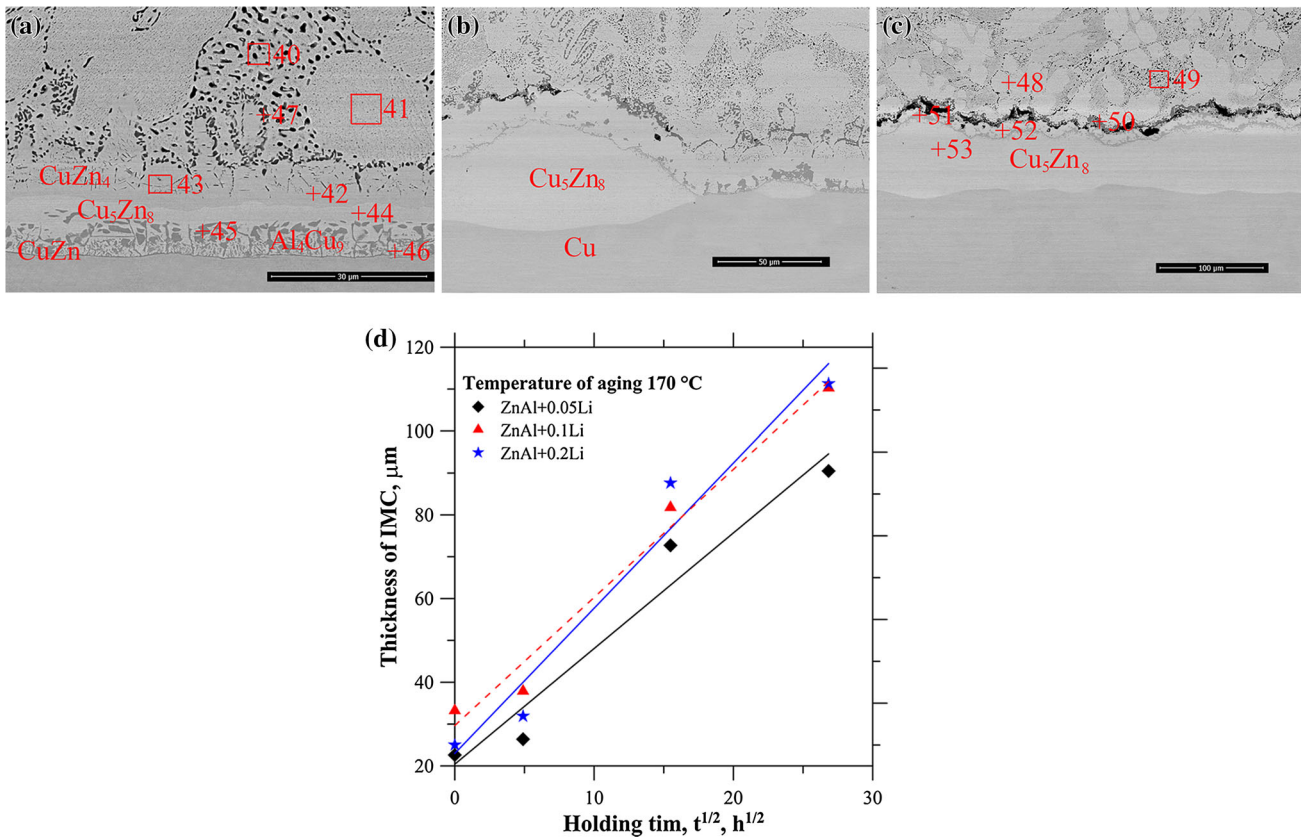 (a)
40
41
+47
CuZn₄
43
+42
Cu₅Zn₈
+44
+45
Al₄Cu₉
CuZn
+46
30 µm
(b)
Cu₅Zn₈
Cu
50 µm
(c)
+48
49
+51
+50
+52
+53
Cu₅Zn₈
100 µm
(d)
120
100
80
60
40
20
Thickness of IMC, µm
Temperature of aging 170 °C
ZnAl+0.05Li
ZnAl+0.1Li
ZnAl+0.2Li
0
10
20
30
Holding tim, t^1/2, h^1/2